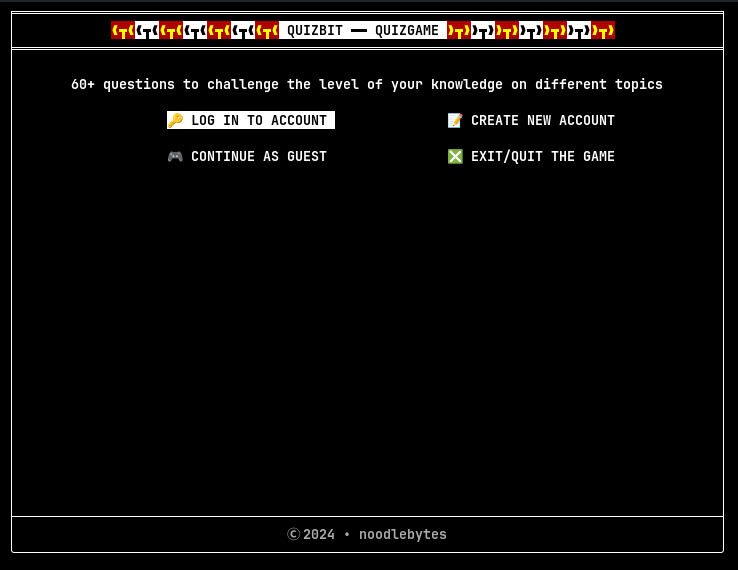 QUIZBIT ━━ QUIZGAME
60+ questions to challenge the level of your knowledge on different topics
🔑 LOG IN TO ACCOUNT 📝 CREATE NEW ACCOUNT
🎮 CONTINUE AS GUEST ❎ EXIT/QUIT THE GAME
Ⓒ2024 • noodlebytes